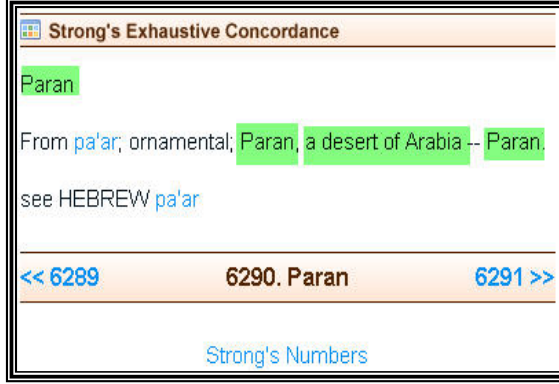 Strong's Exhaustive Concordance
Paran
From pa'ar; ornamental; Paran, a desert of Arabia -- Paran.
see HEBREW pa'ar
<< 6289 6290. Paran 6291 >>
Strong's Numbers